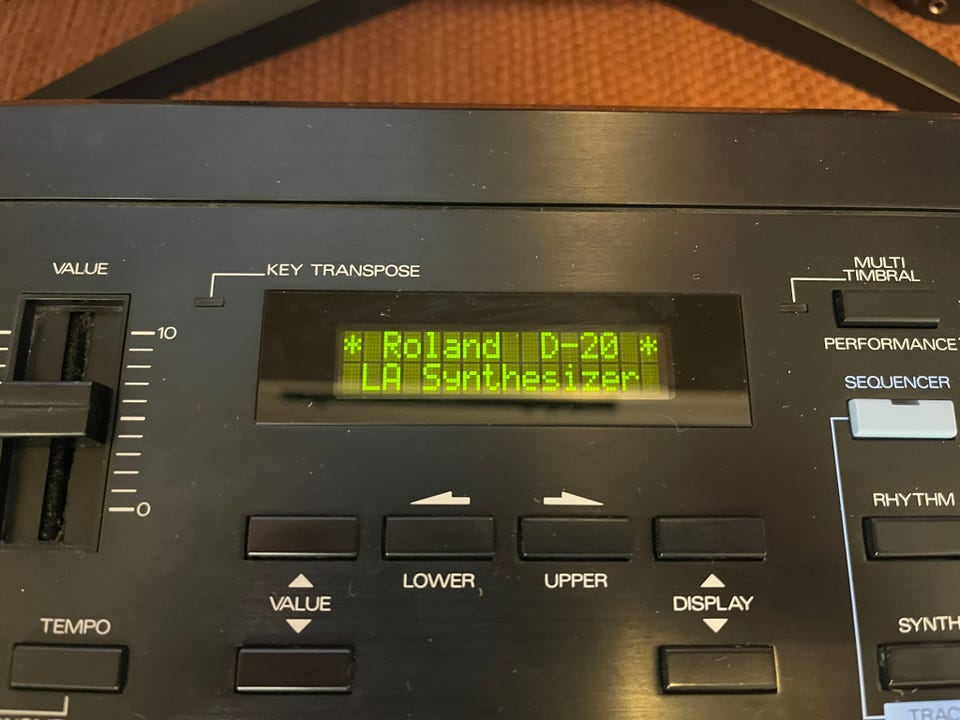 VALUE
KEY TRANSPOSE
MULTI
TIMBRAL
10
* Roland D-20 *
LA Synthesizer
PERFORMANCE
SEQUENCER
0
RHYTHM
LOWER
UPPER
VALUE
DISPLAY
TEMPO
SYNTH
TRAC